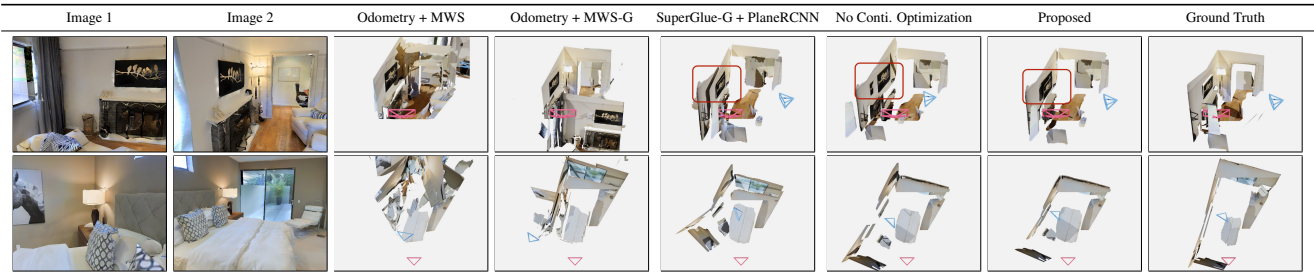 Image 1 Image 2 Odometry + MWS Odometry + MWS-G SuperGlue-G + PlaneRCNN No Conti. Optimization Proposed Ground Truth